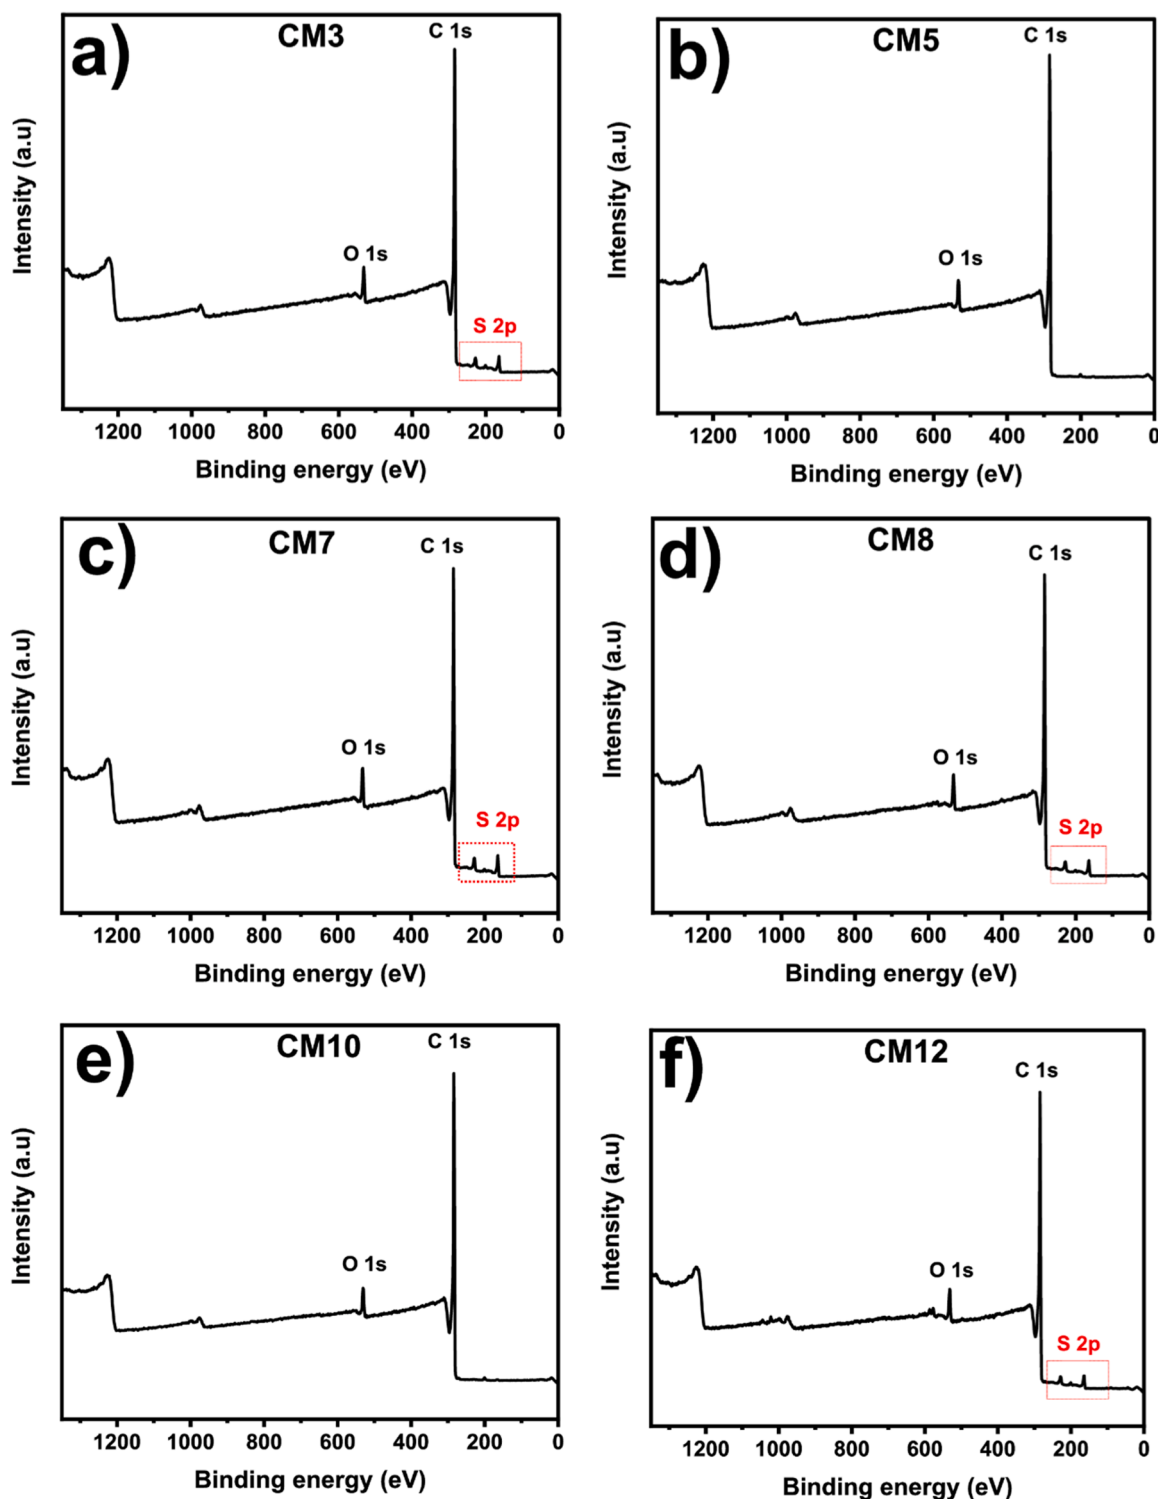 a)
CM3
C 1s
O 1s
S 2p
Intensity (a.u)
1200 1000 800 600 400 200 0
Binding energy (eV)
b)
CM5
C 1s
O 1s
Intensity (a.u)
1200 1000 800 600 400 200 0
Binding energy (eV)
c)
CM7
C 1s
O 1s
S 2p
Intensity (a.u)
1200 1000 800 600 400 200 0
Binding energy (eV)
d)
CM8
C 1s
O 1s
S 2p
Intensity (a.u)
1200 1000 800 600 400 200 0
Binding energy (eV)
e)
CM10
C 1s
O 1s
Intensity (a.u)
1200 1000 800 600 400 200 0
Binding energy (eV)
f)
CM12
C 1s
O 1s
S 2p
Intensity (a.u)
1200 1000 800 600 400 200 0
Binding energy (eV)